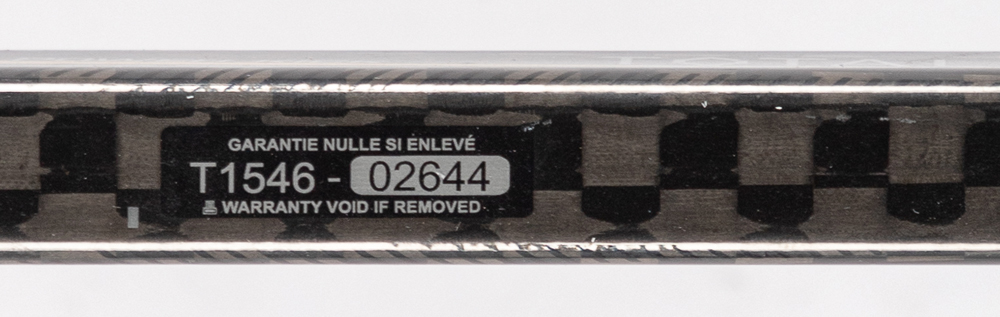 GARANTIE NULLE SI ENLEVÉ
T1546 - 02644
WARRANTY VOID IF REMOVED